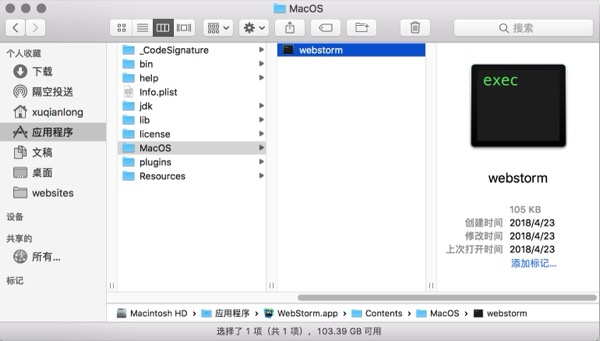 MacOS
搜索
个人收藏
下载
隔空投送
xuqianlong
应用程序
文稿
桌面
websites
设备
共享的
所有...
标记
_CodeSignature
bin
help
Info.plist
jdk
lib
license
MacOS
plugins
Resources
webstorm
exec
webstorm
105 KB
创建时间 2018/4/23
修改时间 2018/4/23
上次打开时间 2018/4/23
添加标记...
Macintosh HD 应用程序 WebStorm.app Contents MacOS webstorm
选择了 1 项（共 1 项），103.39 GB 可用